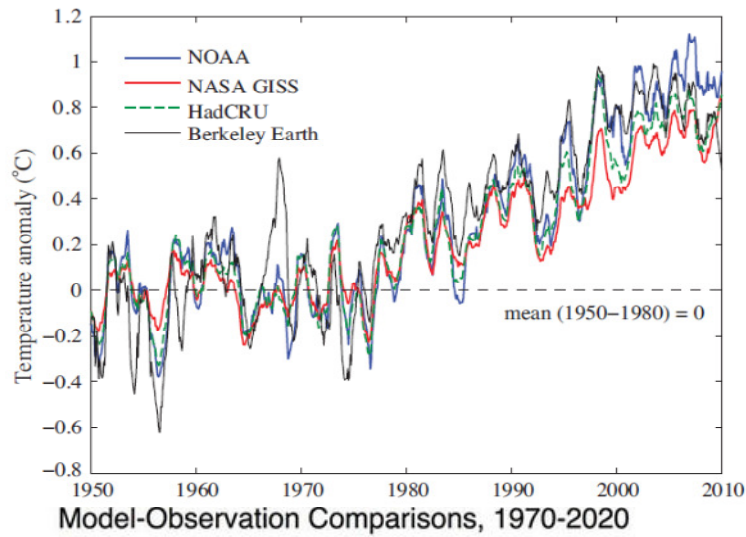 1.2
1
0.8
0.6
0.4
0.2
0
−0.2
−0.4
−0.6
−0.8
Temperature anomaly (°C)
NOAA
NASA GISS
HadCRU
Berkeley Earth
mean (1950−1980) = 0
1950 1960 1970 1980 1990 2000 2010
Model-Observation Comparisons, 1970-2020